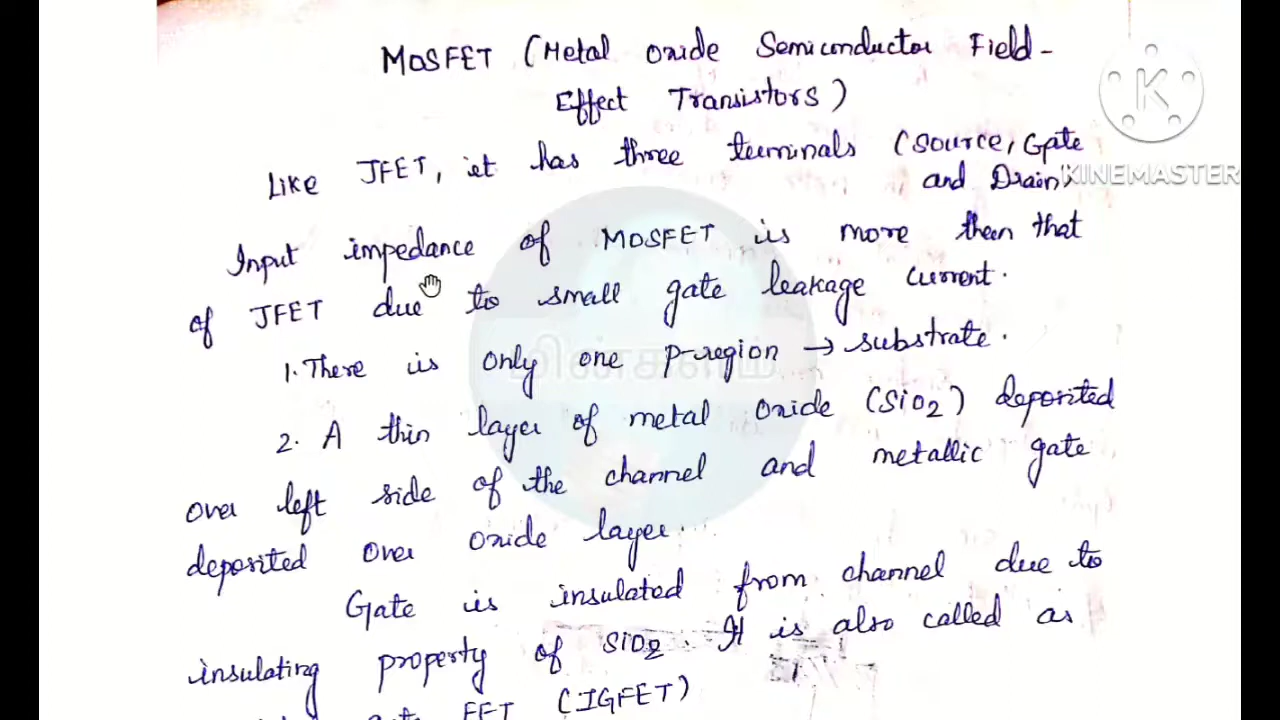 MOSFET (Metal Oxide Semiconductor Field-
Effect Transistors)
Like JFET, it has three terminals (Source, Gate
and Drain)
KINEMASTER
Input impedance of MOSFET is more than that
of JFET due to small gate leakage current.
1. There is only one P-region → substrate.
மின்களம்
2. A thin layer of metal oxide (SiO2) deposited
over left side of the channel and metallic gate
deposited over oxide layer.
Gate is insulated from channel due to
insulating property of SiO2. It is also called as
gate FET (IGFET)